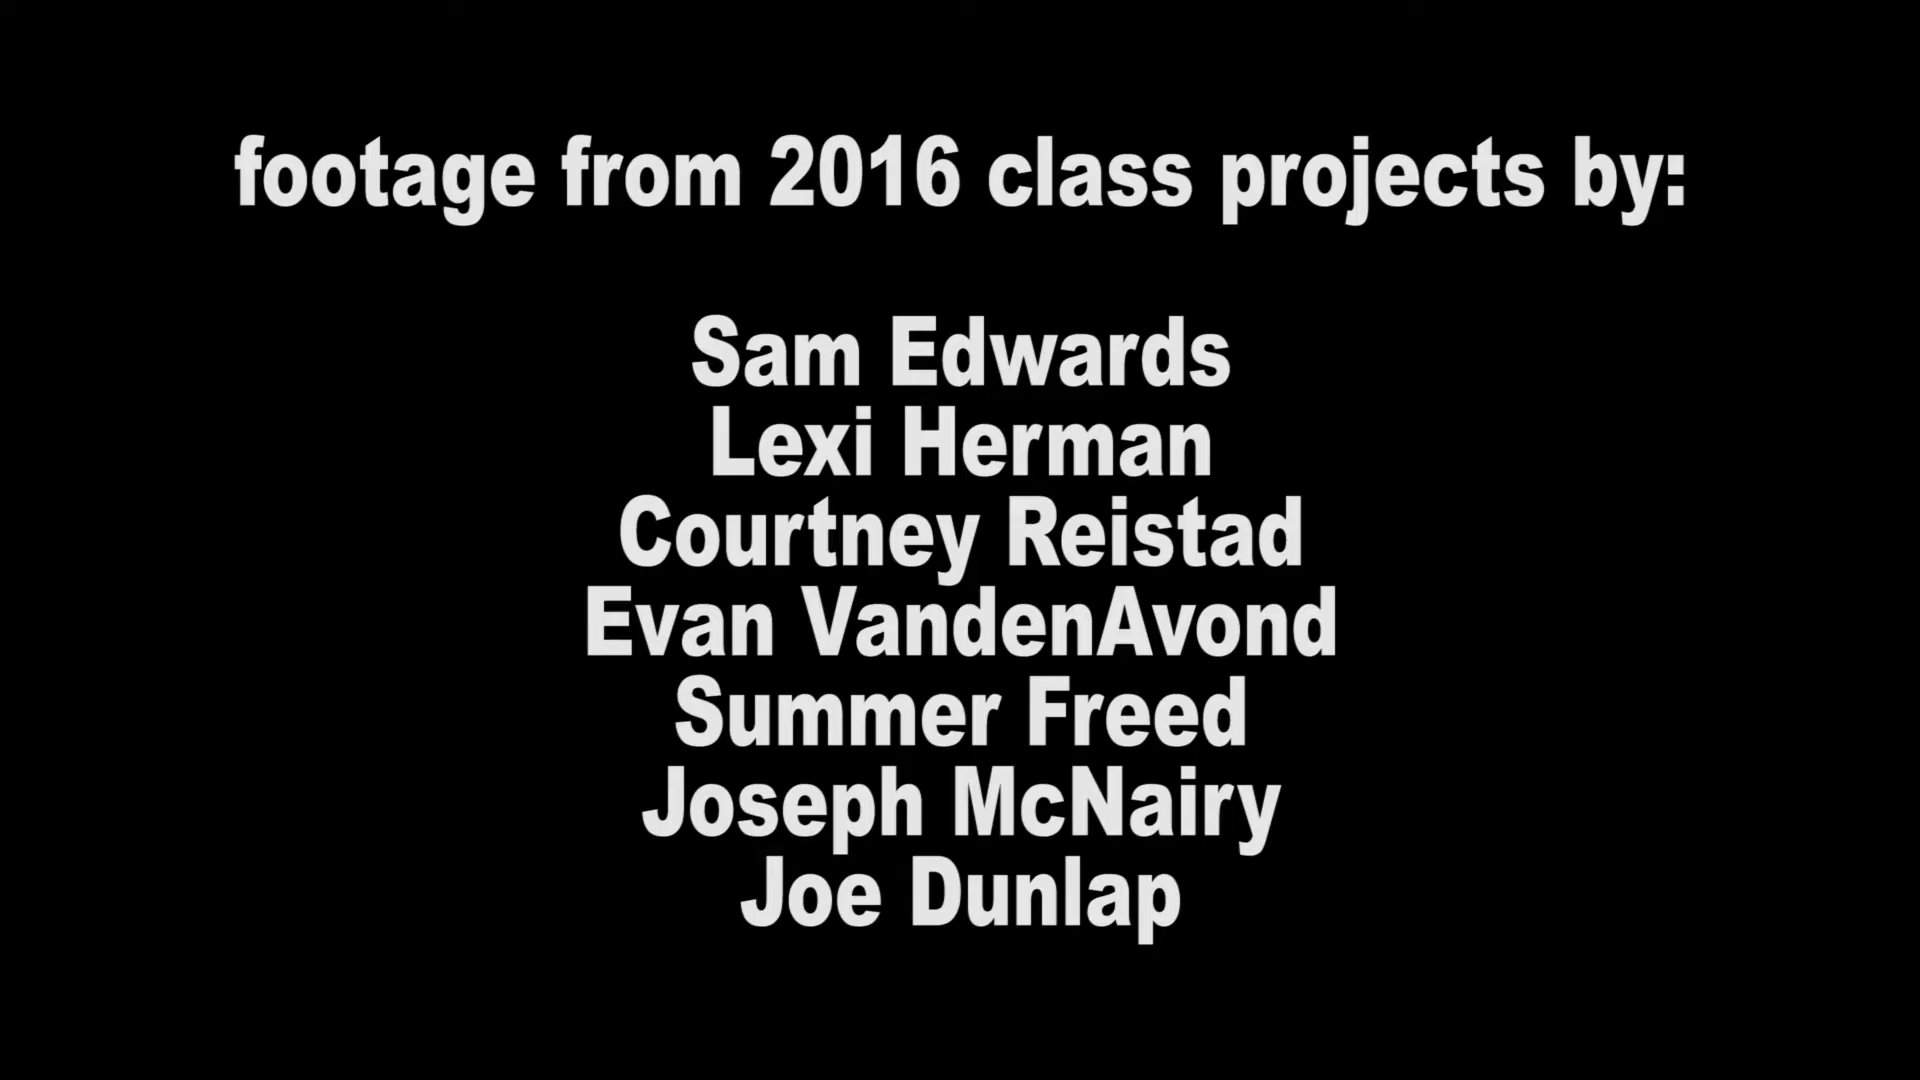 footage from 2016 class projects by:
Sam Edwards
Lexi Herman
Courtney Reistad
Evan VandenAvond
Summer Freed
Joseph McNairy
Joe Dunlap